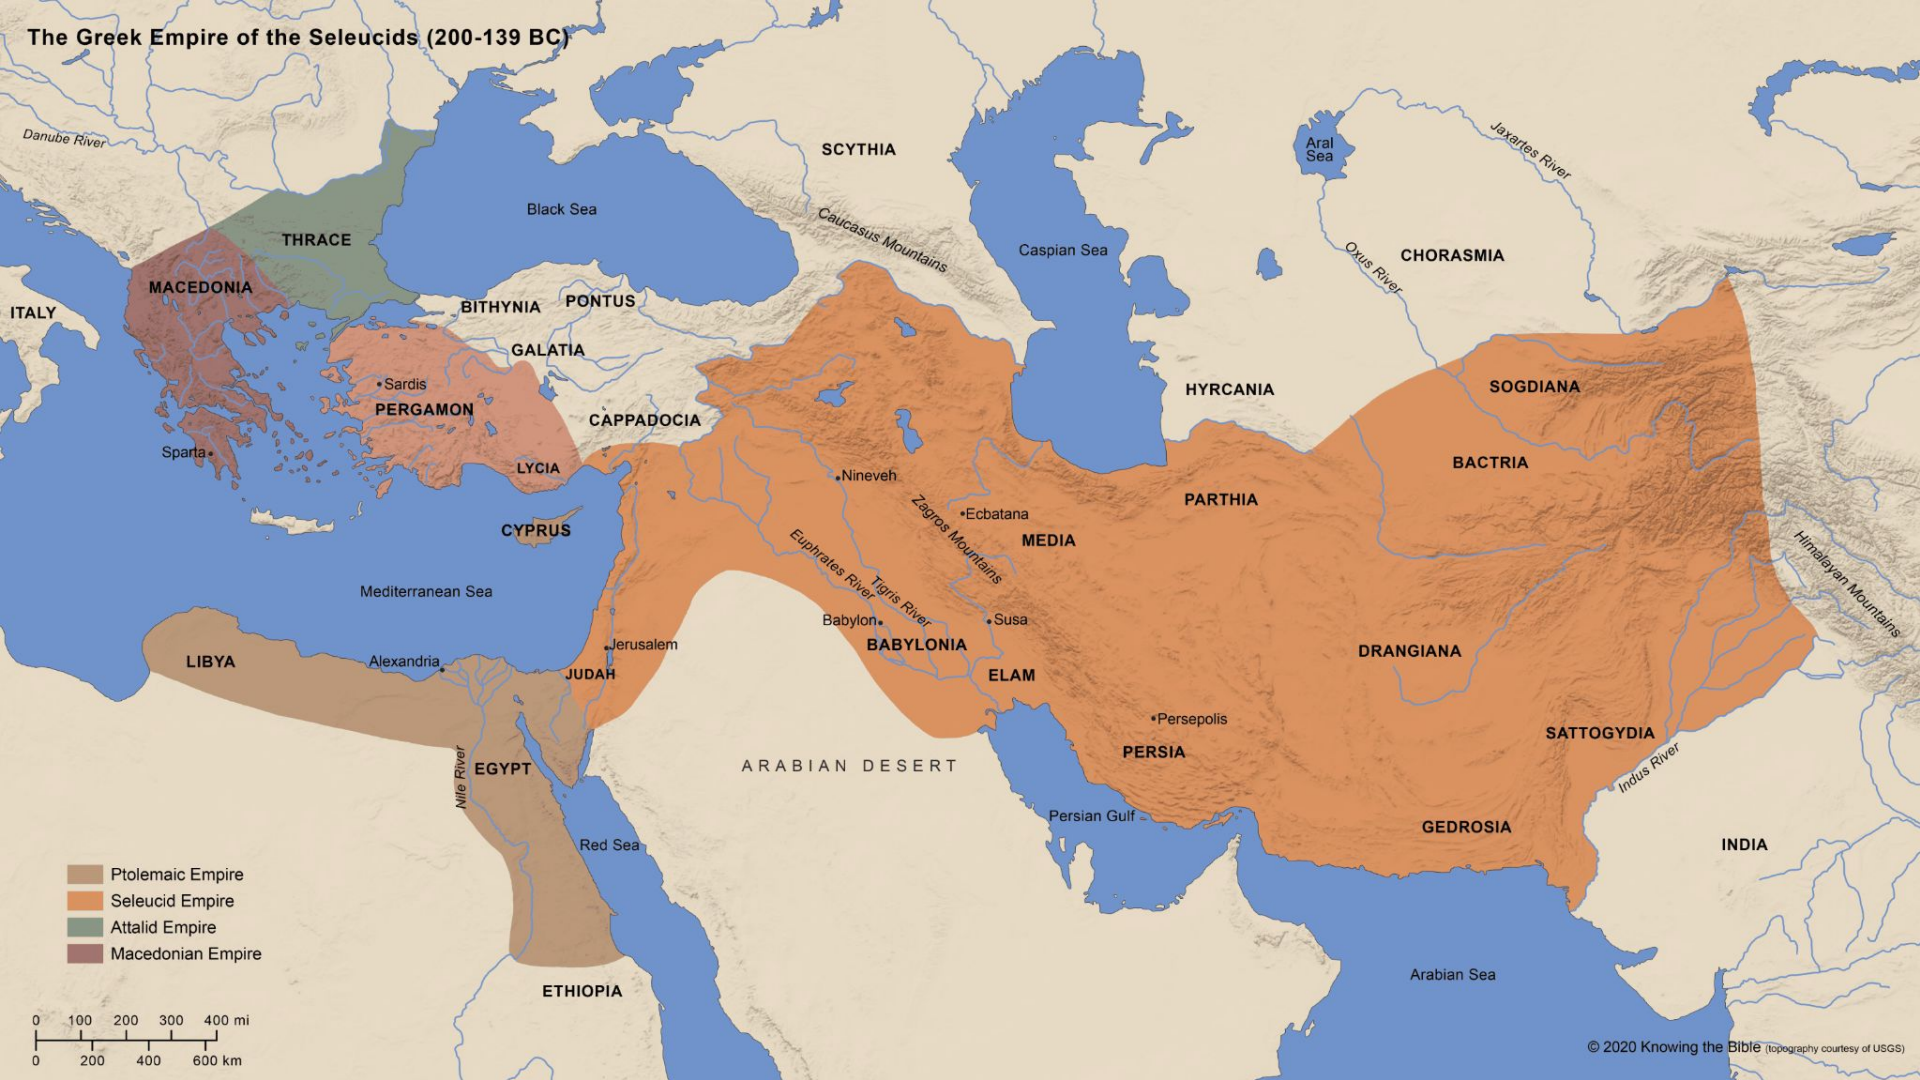 The Greek Empire of the Seleucids (200-139 BC)
Danube River
SCYTHIA
Aral
Sea
Jaxartes River
Black Sea
Caucasus Mountains
THRACE
Caspian Sea
Oxus River
CHORASMIA
MACEDONIA
ITALY
BITHYNIA
PONTUS
GALATIA
Sardis
PERGAMON
CAPPADOCIA
HYRCANIA
SOGDIANA
Sparta
LYCIA
Nineveh
BACTRIA
PARTHIA
Zagros Mountains
Ecbatana
MEDIA
CYPRUS
Euphrates River
Tigris River
Himalayan Mountains
Mediterranean Sea
Babylon
Susa
BABYLONIA
Jerusalem
LIBYA
Alexandria
JUDAH
ELAM
DRANGIANA
Persepolis
PERSIA
SATTOGYDIA
Indus River
Nile River
EGYPT
ARABIAN DESERT
Persian Gulf
GEDROSIA
Red Sea
INDIA
Ptolemaic Empire
Seleucid Empire
Attalid Empire
Macedonian Empire
Arabian Sea
ETHIOPIA
0 100 200 300 400 mi
0 200 400 600 km
© 2020 Knowing the Bible (topography courtesy of USGS)